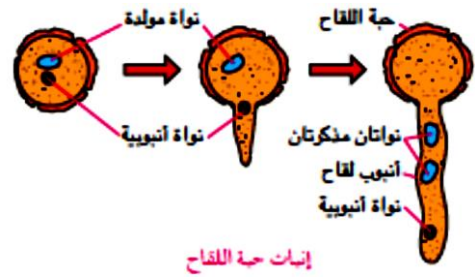 حبة اللقاح
نواة مولدة
نواة أنبوبية
نواتان مذكرتان
أنبوب لقاح
نواة أنبوبية
إنبات حبة اللقاح